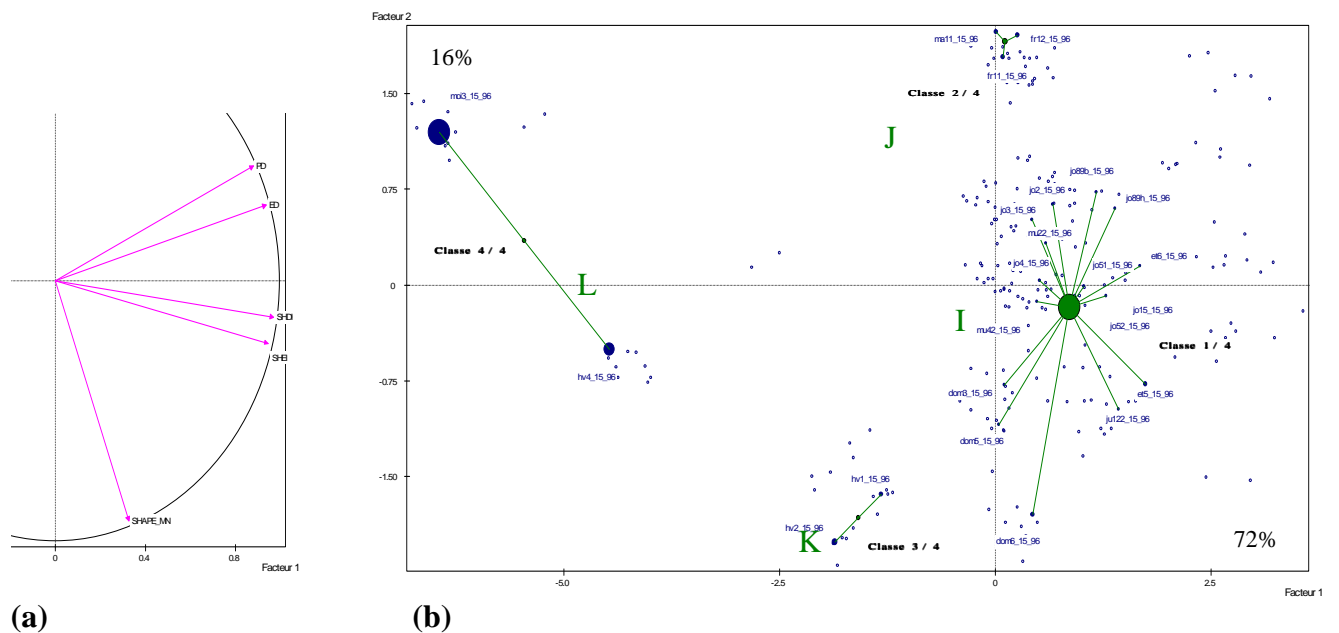 PD
ED
SHDI
SHEI
SHAPE_MN
0 0.4 0.8
Facteur 1
(a)
Facteur 2
16%
ma11_15_96
fr12_15_96
fr11_15_96
Classe 2 / 4
moi3_15_96
1.50
J
0.75
jo89b_15_96
jo2_15_96
jo89h_15_96
jo3_15_96
mu22_15_96
Classe 4 / 4
jo4_15_96
jo51_15_96
et6_15_96
L
0
I
jo15_15_96
mu42_15_96
jo52_15_96
Classe 1 / 4
hv4_15_96
-0.75
dom3_15_96
et5_15_96
ju122_15_96
dom5_15_96
-1.50
hv1_15_96
hv2_15_96
K
Classe 3 / 4
dom6_15_96
72%
-5.0 -2.5 0 2.5
Facteur 1
(b)